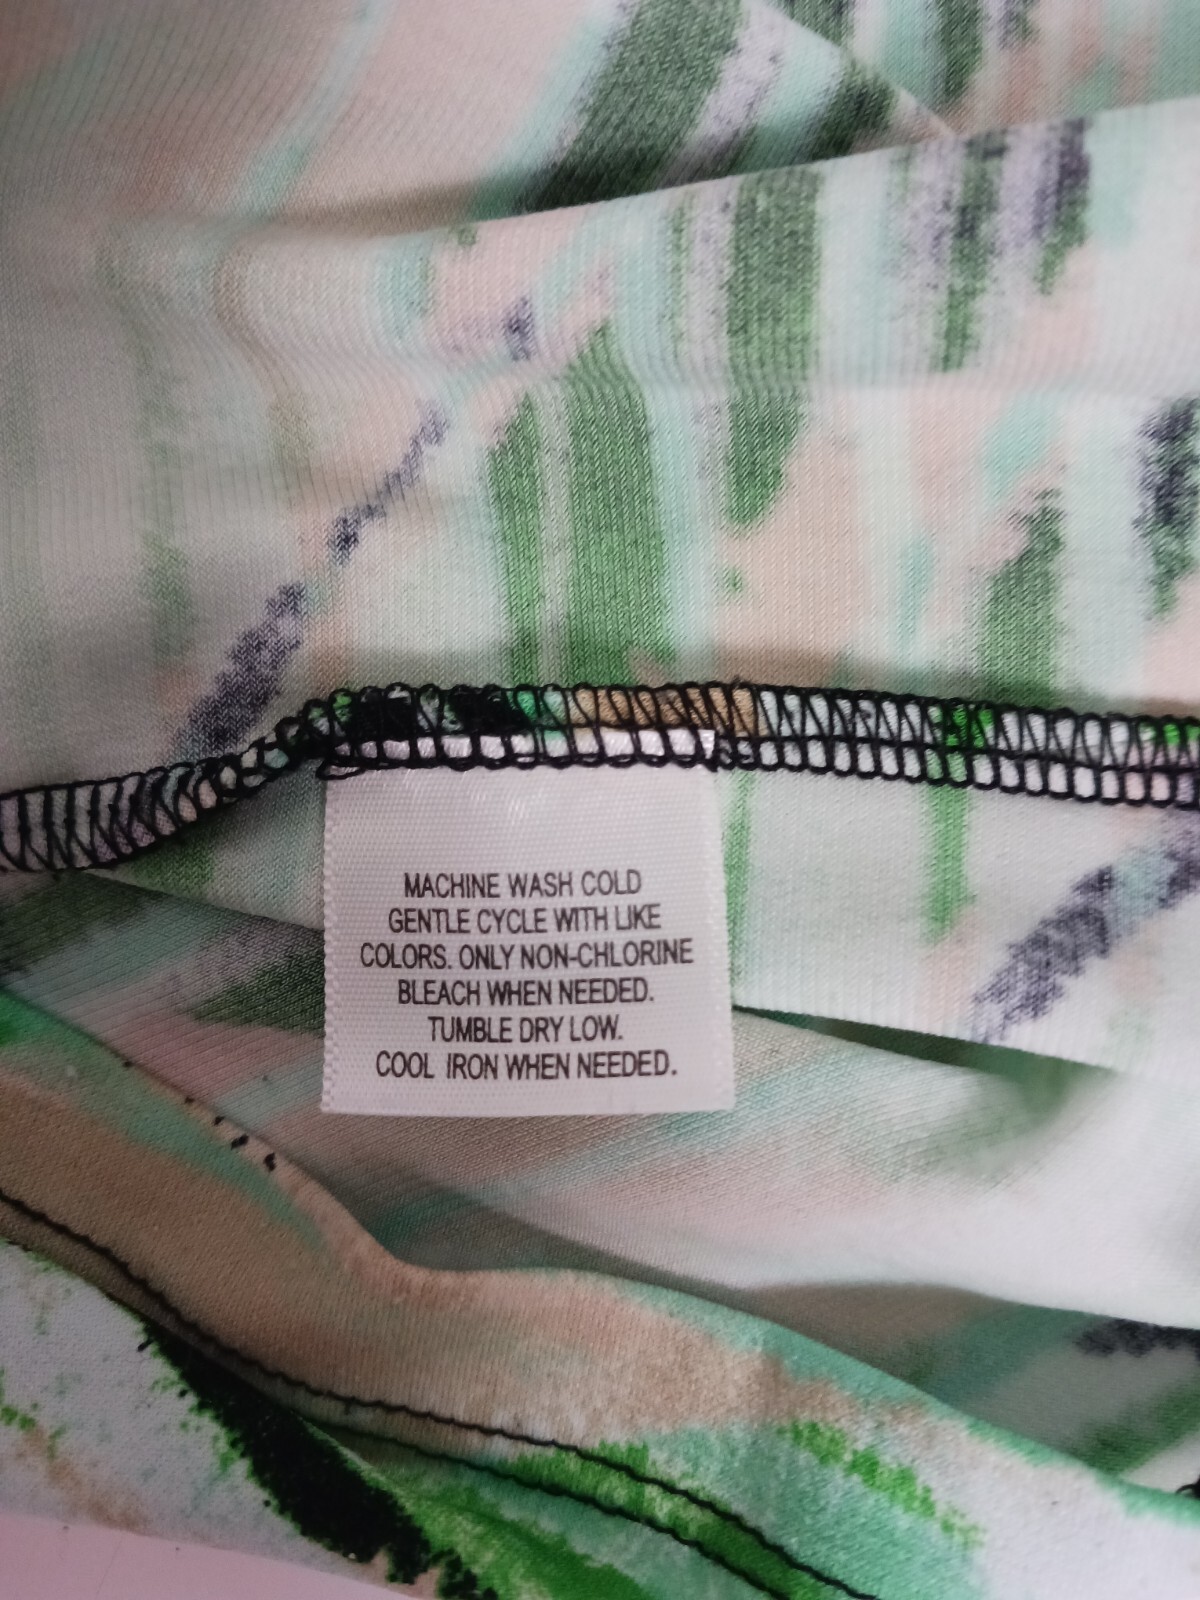 MACHINE WASH COLD
GENTLE CYCLE WITH LIKE
COLORS. ONLY NON-CHLORINE
BLEACH WHEN NEEDED.
TUMBLE DRY LOW.
COOL IRON WHEN NEEDED.